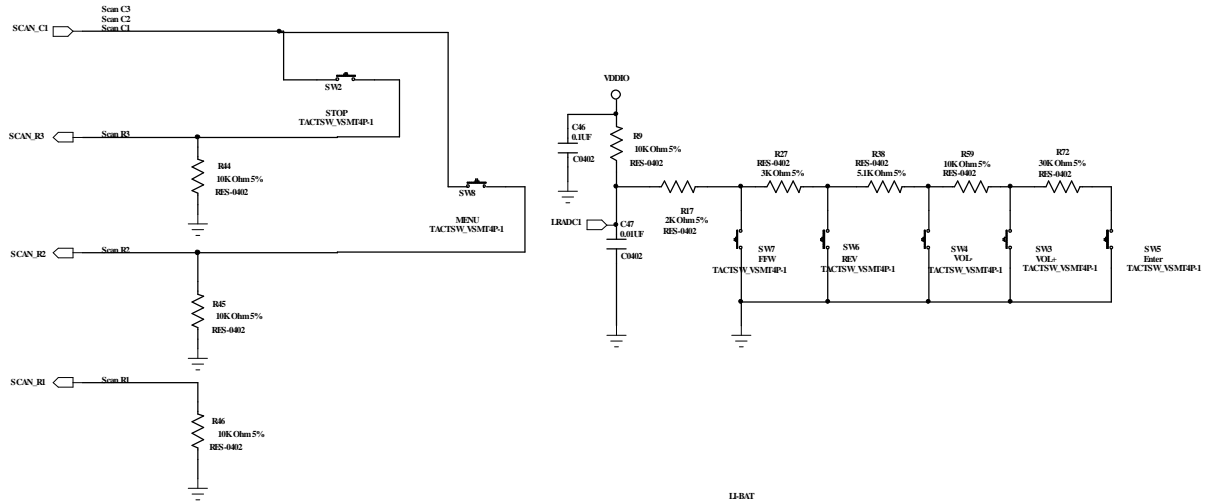 Scan C3
Scan C2
SCAN_C1
Scan C1
SW2
STOP
TACTSW_VSMT4P-1
SCAN_R3
Scan R3
R44
10K Ohm 5%
RES-0402
SW8
MENU
TACTSW_VSMT4P-1
SCAN_R2
Scan R2
R45
10K Ohm 5%
RES-0402
SCAN_R1
Scan R1
R46
10K Ohm 5%
RES-0402
VDDIO
C46
0.1UF
C0402
R9
10K Ohm 5%
RES-0402
LRADC1
C47
0.01UF
C0402
R17
2K Ohm 5%
RES-0402
R27
RES-0402
3K Ohm 5%
R38
RES-0402
5.1K Ohm 5%
R59
10K Ohm 5%
RES-0402
R72
30K Ohm 5%
RES-0402
SW7
FFW
TACTSW_VSMT4P-1
SW6
REV
TACTSW_VSMT4P-1
SW4
VOL-
TACTSW_VSMT4P-1
SW3
VOL+
TACTSW_VSMT4P-1
SW5
Enter
TACTSW_VSMT4P-1
LI-BAT